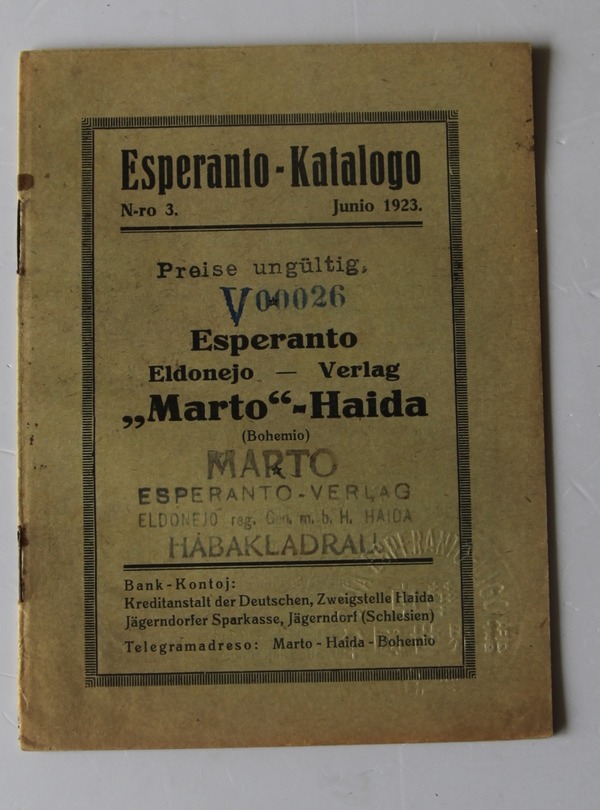 Esperanto-Katalogo
N-ro 3. Junio 1923.
Preise ungültig,
V00026
Esperanto
Eldonejo — Verlag
„Marto“-Haida
(Bohemio)
MARTO
ESPERANTO-VERLAG
ELDONEJO reg. Gen. m. b. H. HAIDA
HABAKLADRAU
Bank-Kontoj:
Kreditanstalt der Deutschen, Zweigstelle Haida
Jägerndorfer Sparkasse, Jägerndorf (Schlesien)
Telegramadreso: Marto-Haida-Bohemio